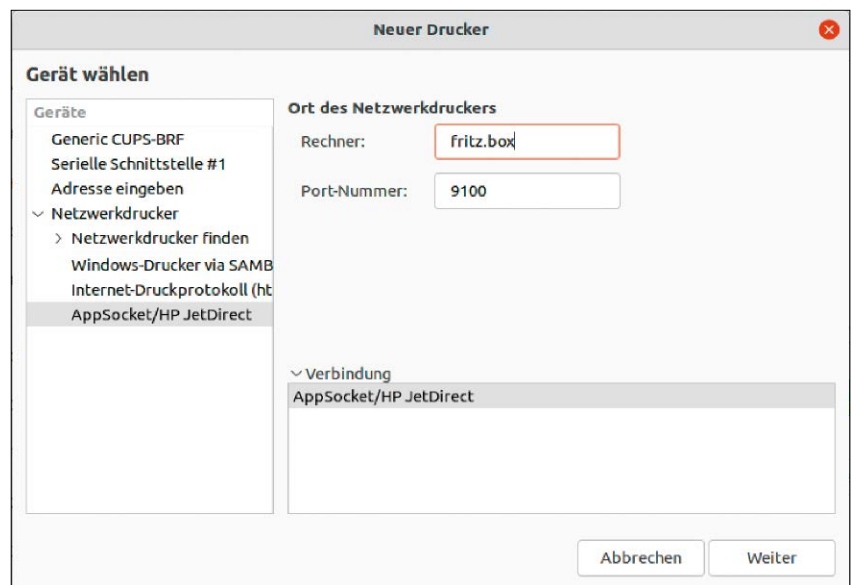 Neuer Drucker
Gerät wählen
Geräte
Generic CUPS-BRF
Serielle Schnittstelle #1
Adresse eingeben
Netzwerkdrucker
Netzwerkdrucker finden
Windows-Drucker via SAMB
Internet-Druckprotokoll (ht
AppSocket/HP JetDirect
Ort des Netzwerkdruckers
Rechner: fritz.box
Port-Nummer: 9100
Verbindung
AppSocket/HP JetDirect
Abbrechen Weiter